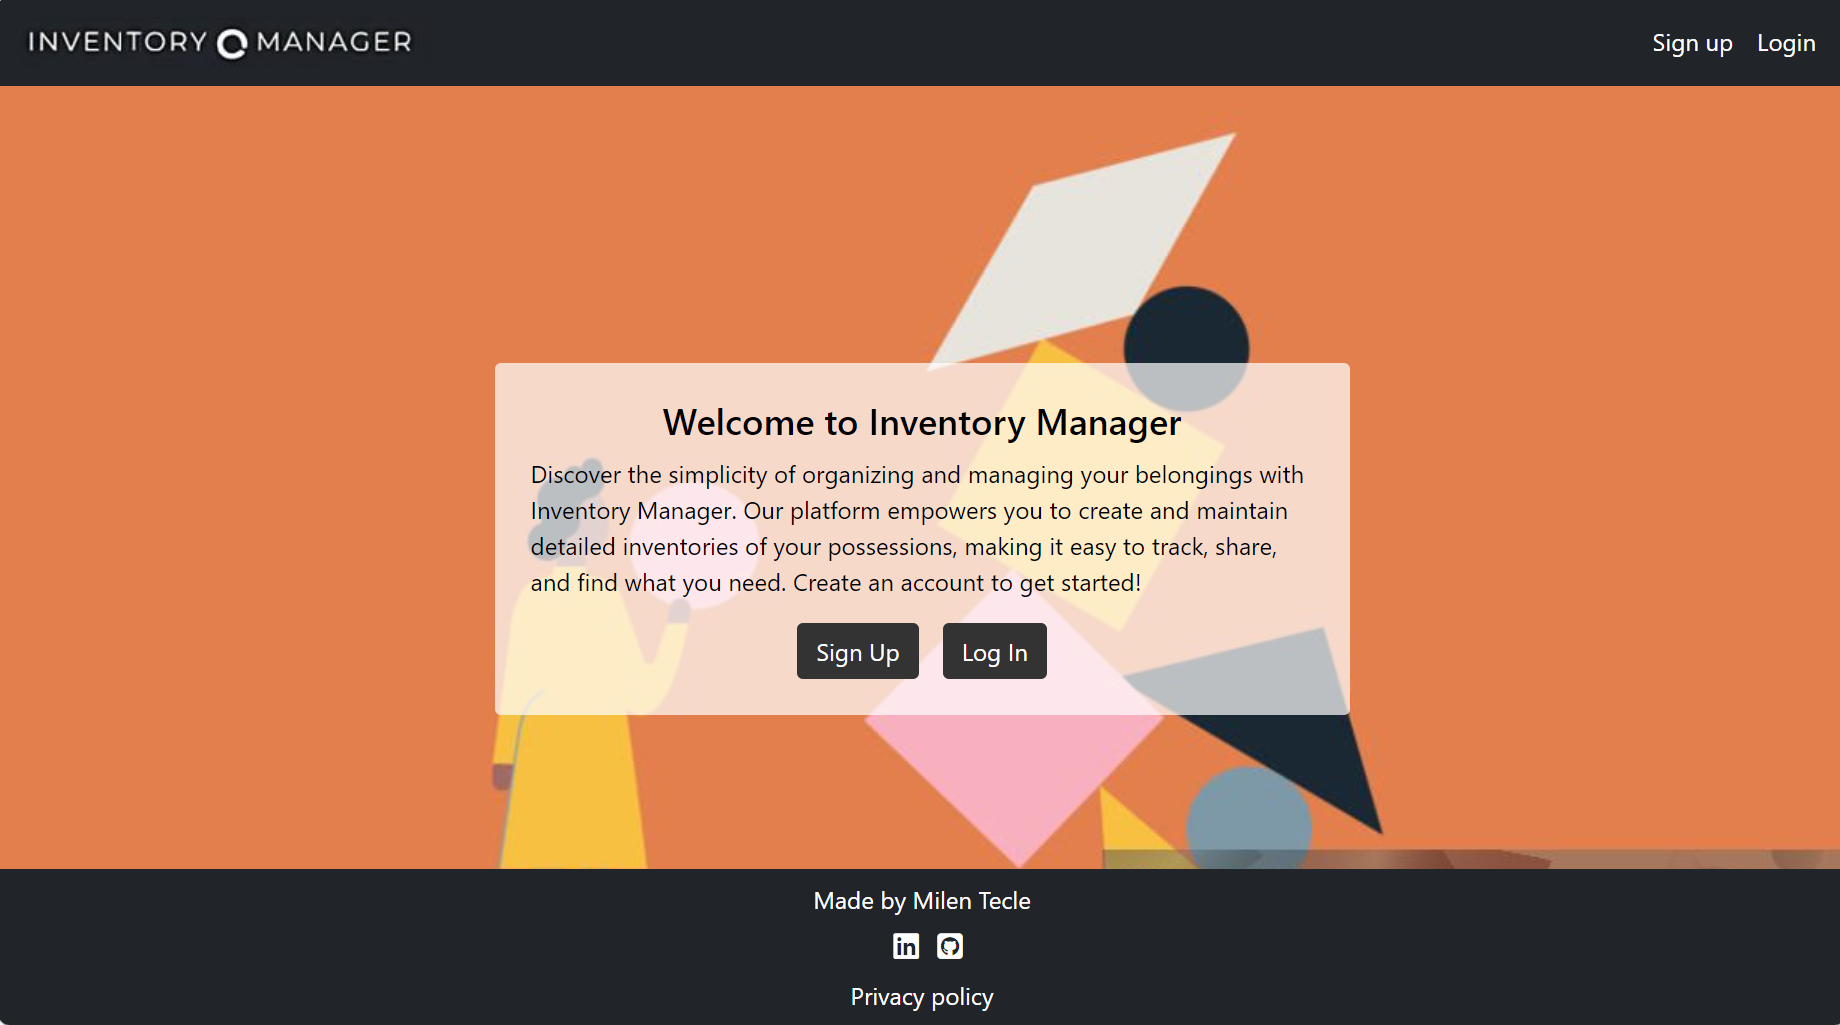 INVENTORY MANAGER
Sign up Login
Welcome to Inventory Manager
Discover the simplicity of organizing and managing your belongings with
Inventory Manager. Our platform empowers you to create and maintain
detailed inventories of your possessions, making it easy to track, share,
and find what you need. Create an account to get started!
Sign Up Log In
Made by Milen Tecle
in
Privacy policy